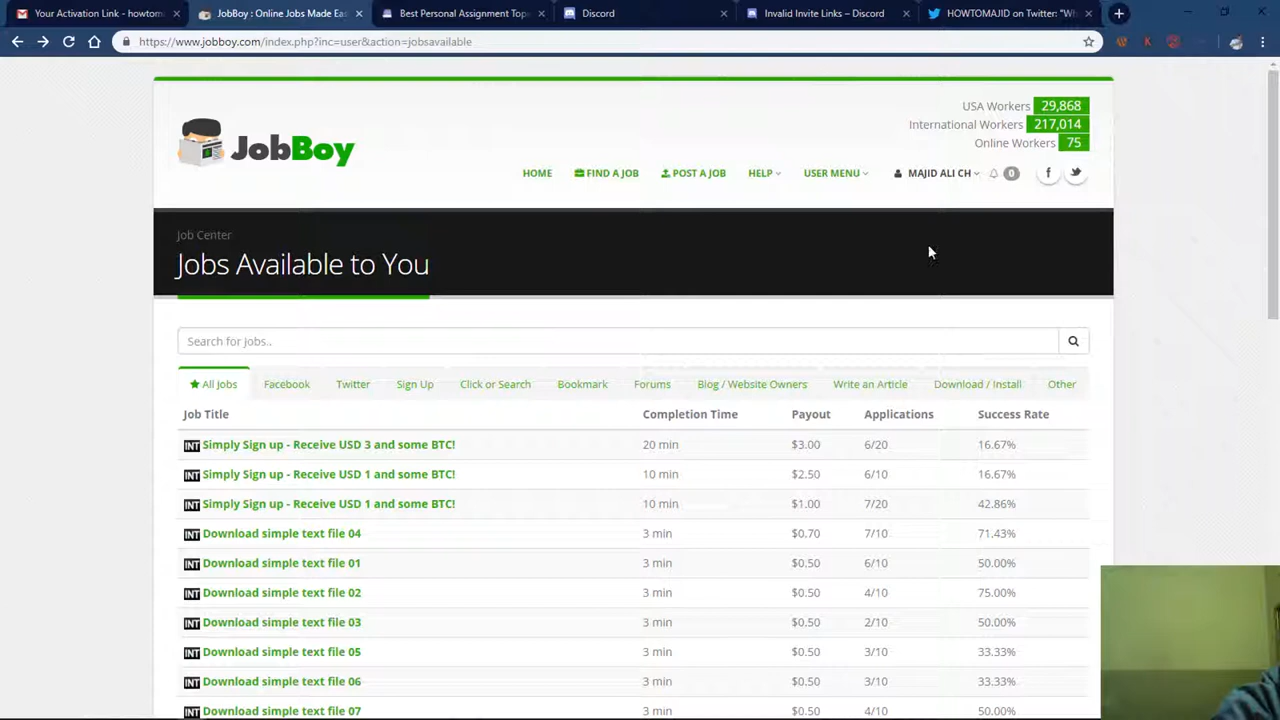 Your Activation Link - howtom
JobBoy : Online Jobs Made Eas
Best Personal Assignment Top
Discord
Invalid Invite Links – Discord
HOWTOMAJID on Twitter: "Wh
https://www.jobboy.com/index.php?inc=user&action=jobsavailable
USA Workers 29,868
International Workers 217,014
Online Workers 75
JobBoy
HOME FIND A JOB POST A JOB HELP USER MENU MAJID ALI CH 0
Job Center
Jobs Available to You
Search for jobs..
All Jobs Facebook Twitter Sign Up Click or Search Bookmark Forums Blog / Website Owners Write an Article Download / Install Other
Job Title Completion Time Payout Applications Success Rate
INT Simply Sign up - Receive USD 3 and some BTC! 20 min $3.00 6/20 16.67%
INT Simply Sign up - Receive USD 1 and some BTC! 10 min $2.50 6/10 16.67%
INT Simply Sign up - Receive USD 1 and some BTC! 10 min $1.00 7/20 42.86%
INT Download simple text file 04 3 min $0.70 7/10 71.43%
INT Download simple text file 01 3 min $0.50 6/10 50.00%
INT Download simple text file 02 3 min $0.50 4/10 75.00%
INT Download simple text file 03 3 min $0.50 2/10 50.00%
INT Download simple text file 05 3 min $0.50 3/10 33.33%
INT Download simple text file 06 3 min $0.50 3/10 33.33%
INT Download simple text file 07 3 min $0.50 4/10 50.00%